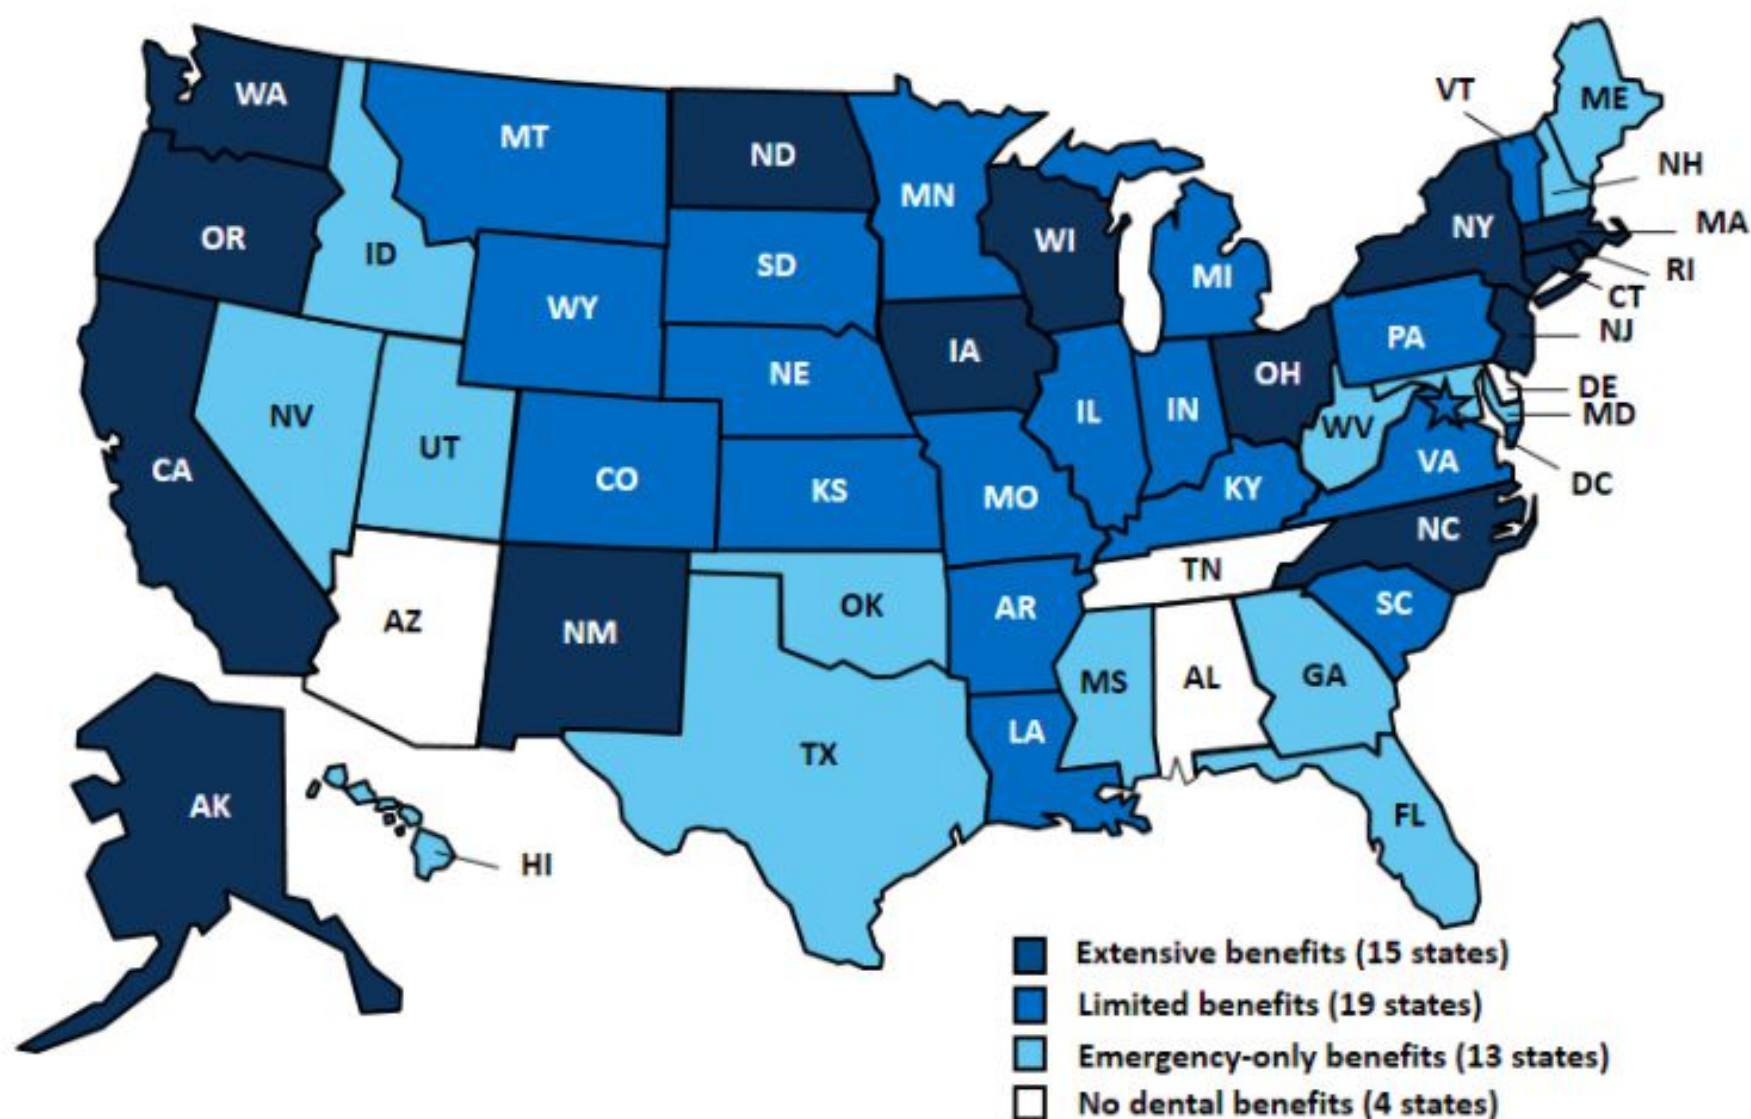 WA
MT
ND
MN
VT
ME
NH
MA
RI
CT
NJ
DE
MD
DC
OR
ID
WY
SD
WI
MI
NY
PA
IA
NE
OH
IL
IN
WV
VA
NV
UT
CO
KS
MO
KY
CA
NC
TN
AZ
NM
OK
AR
SC
MS
AL
GA
LA
TX
FL
AK
HI
Extensive benefits (15 states)
Limited benefits (19 states)
Emergency-only benefits (13 states)
No dental benefits (4 states)